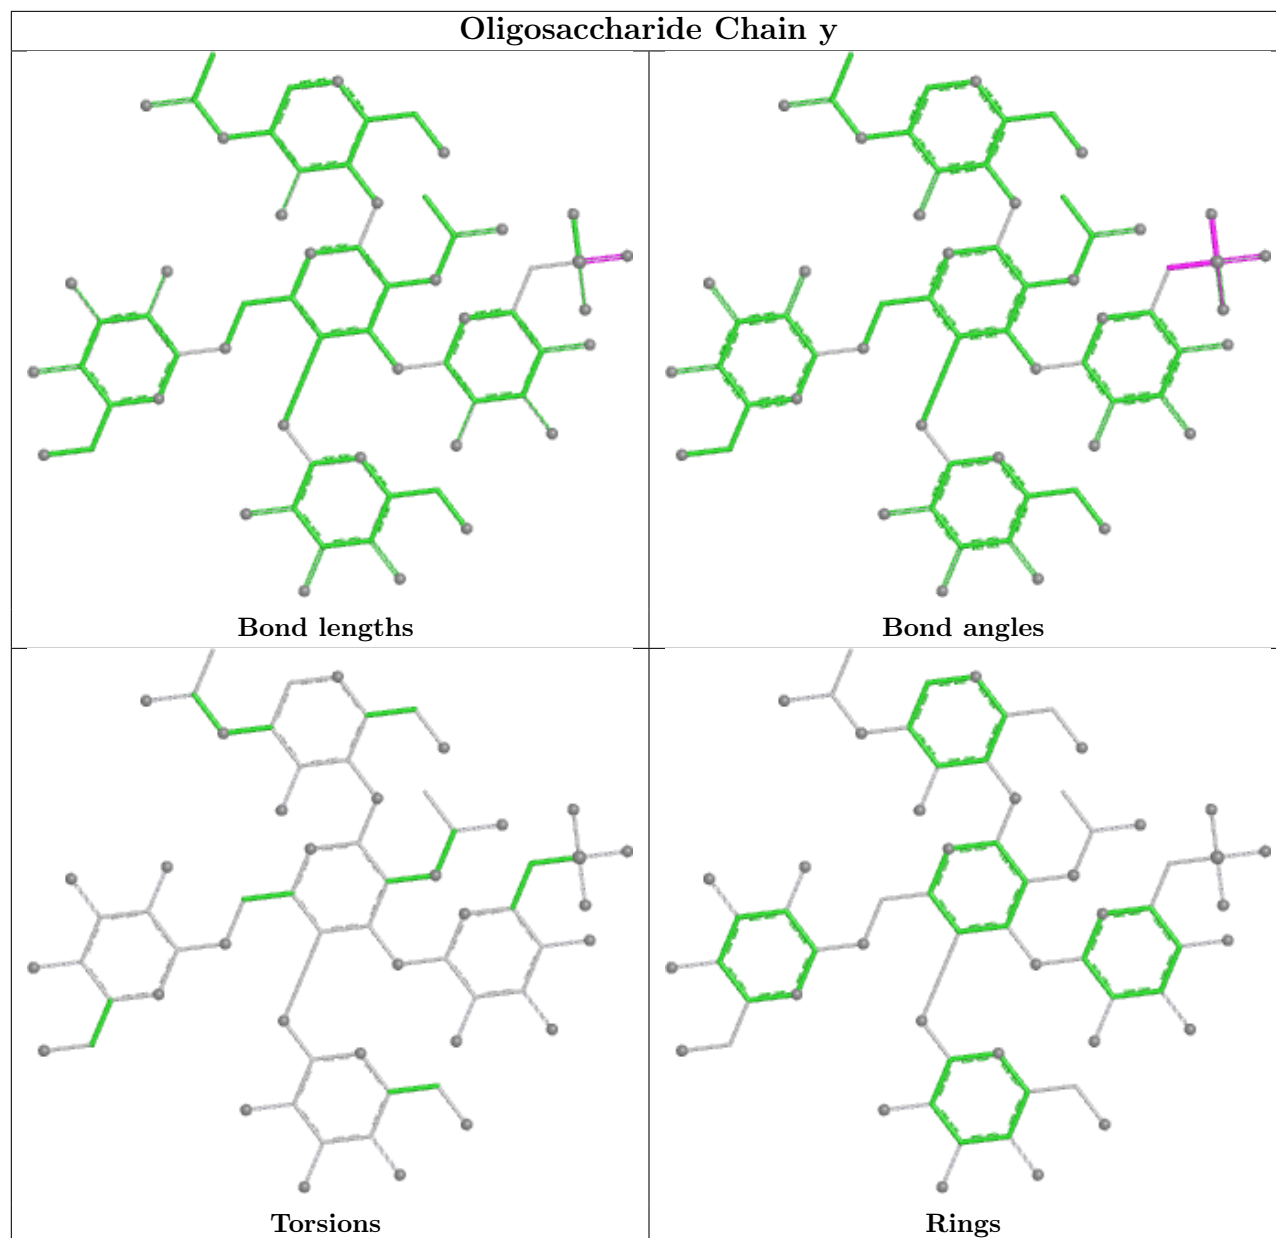 Oligosaccharide Chain y
Bond lengths
Bond angles
Torsions
Rings